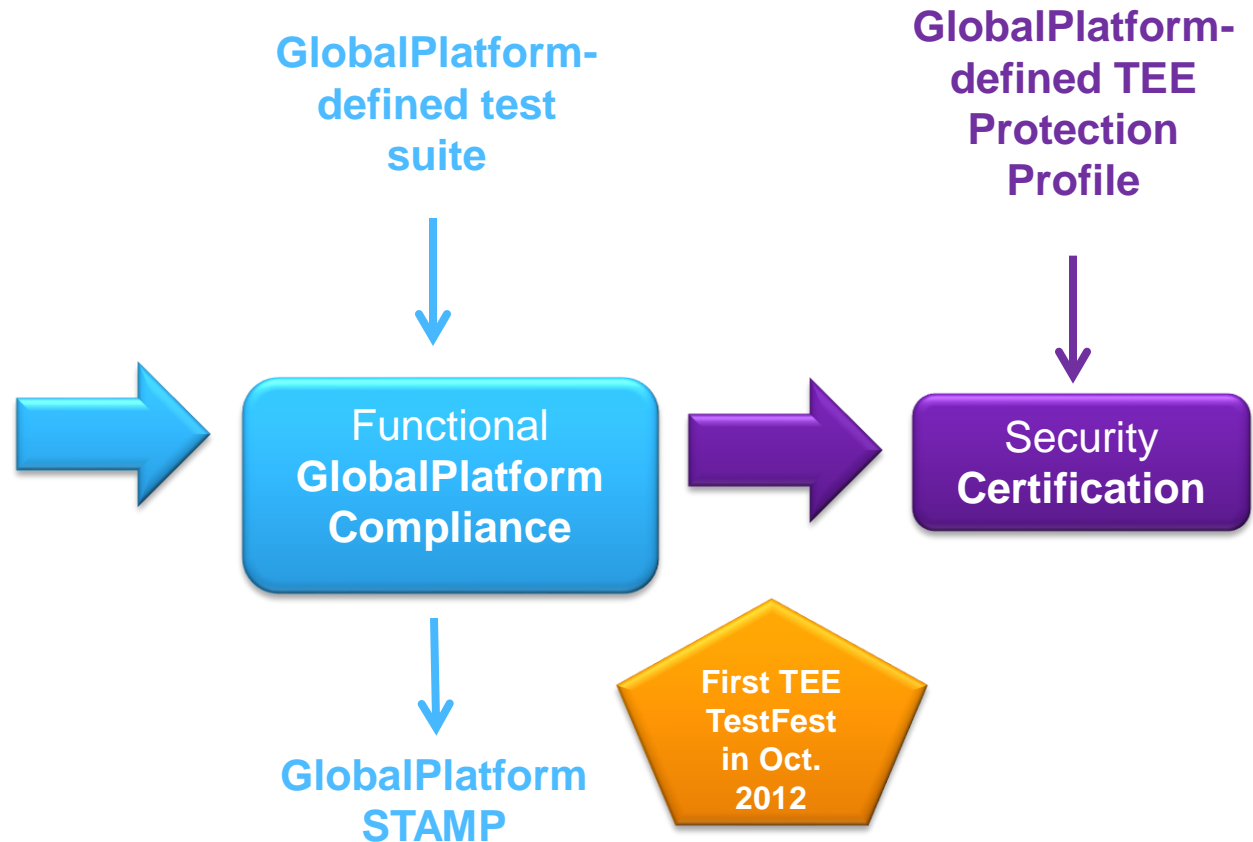 GlobalPlatform-
defined test
suite
GlobalPlatform-
defined TEE
Protection
Profile
Functional
GlobalPlatform
Compliance
Security
Certification
First TEE
TestFest
in Oct.
2012
GlobalPlatform
STAMP